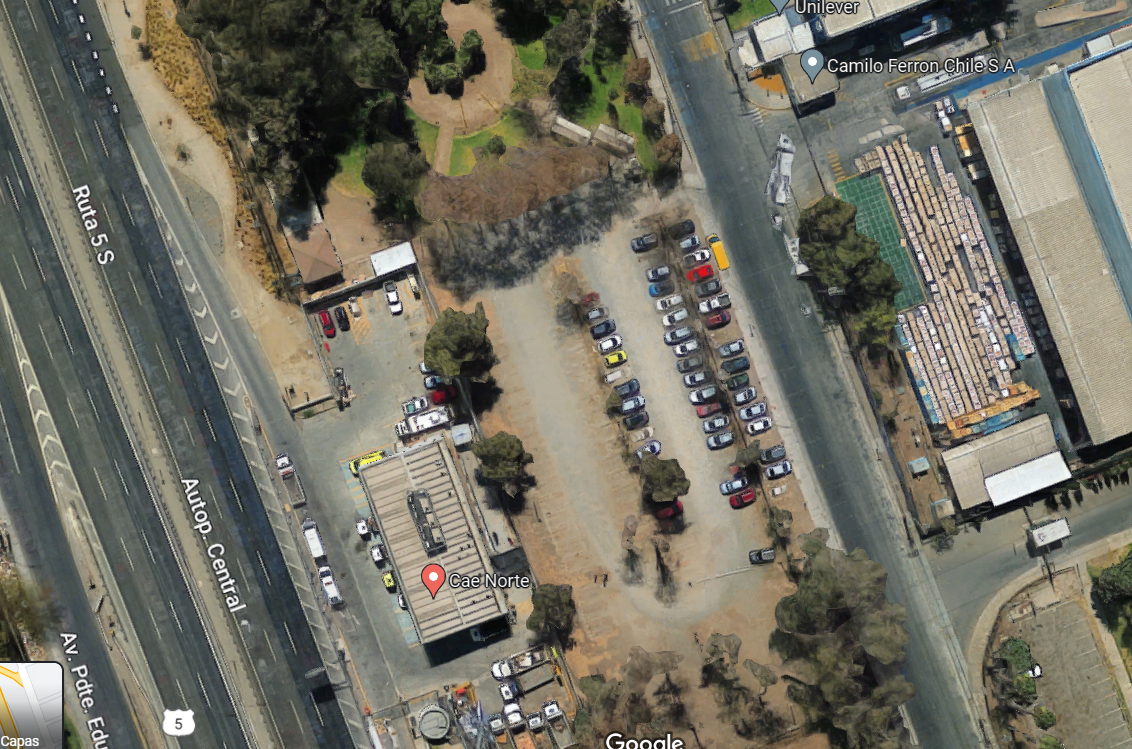 Unilever
Camilo Ferron Chile S A
Ruta 5 S
Autop. Central
Cae Norte
Av. Pdte. Edu
5
Capas
Google